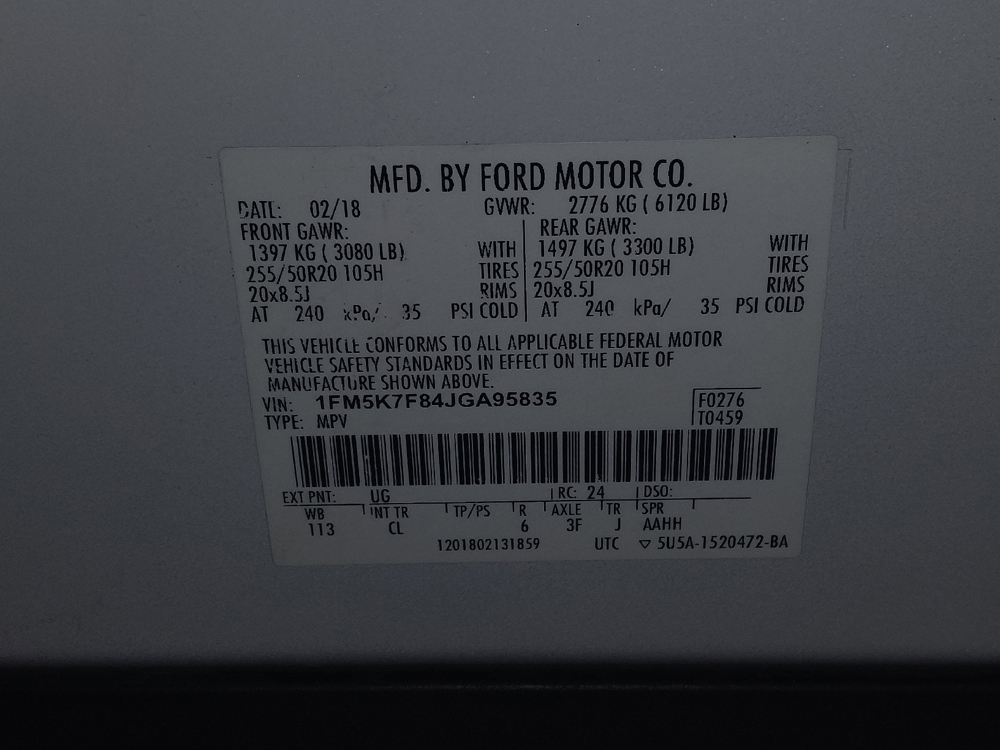 MFD. BY FORD MOTOR CO.
DATE: 02/18 GVWR: 2776 KG ( 6120 LB)
FRONT GAWR: REAR GAWR:
1397 KG ( 3080 LB) WITH 1497 KG ( 3300 LB) WITH
255/50R20 105H TIRES 255/50R20 105H TIRES
20x8.5J RIMS 20x8.5J RIMS
AT 240 kPa/ 35 PSI COLD AT 240 kPa/ 35 PSI COLD
THIS VEHICLE CONFORMS TO ALL APPLICABLE FEDERAL MOTOR
VEHICLE SAFETY STANDARDS IN EFFECT ON THE DATE OF
MANUFACTURE SHOWN ABOVE.
VIN: 1FM5K7F84JGA95835 F0276
TYPE: MPV T0459
EXT PNT: UG RC: 24 DSO:
WB INT TR TP/PS R AXLE TR SPR
113 CL 6 3F J AAHH
1201802131859 UTC ▽ 5U5A-1520472-BA